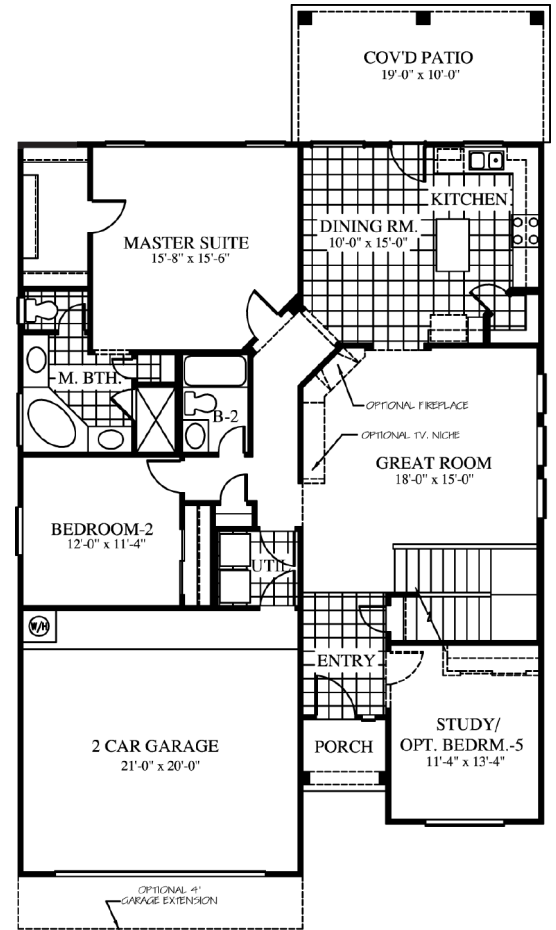 COV'D PATIO
19'-0" x 10'-0"
KITCHEN
DINING RM.
10'-0" x 15'-0"
MASTER SUITE
15'-8" x 15'-6"
M. BTH.
B-2
OPTIONAL FIREPLACE
OPTIONAL TV. NICHE
GREAT ROOM
18'-0" x 15'-0"
BEDROOM-2
12'-0" x 11'-4"
UTIL
W/H
ENTRY
2 CAR GARAGE
21'-0" x 20'-0"
PORCH
STUDY/
OPT. BEDRM.-5
11'-4" x 13'-4"
OPTIONAL 4'
GARAGE EXTENSION